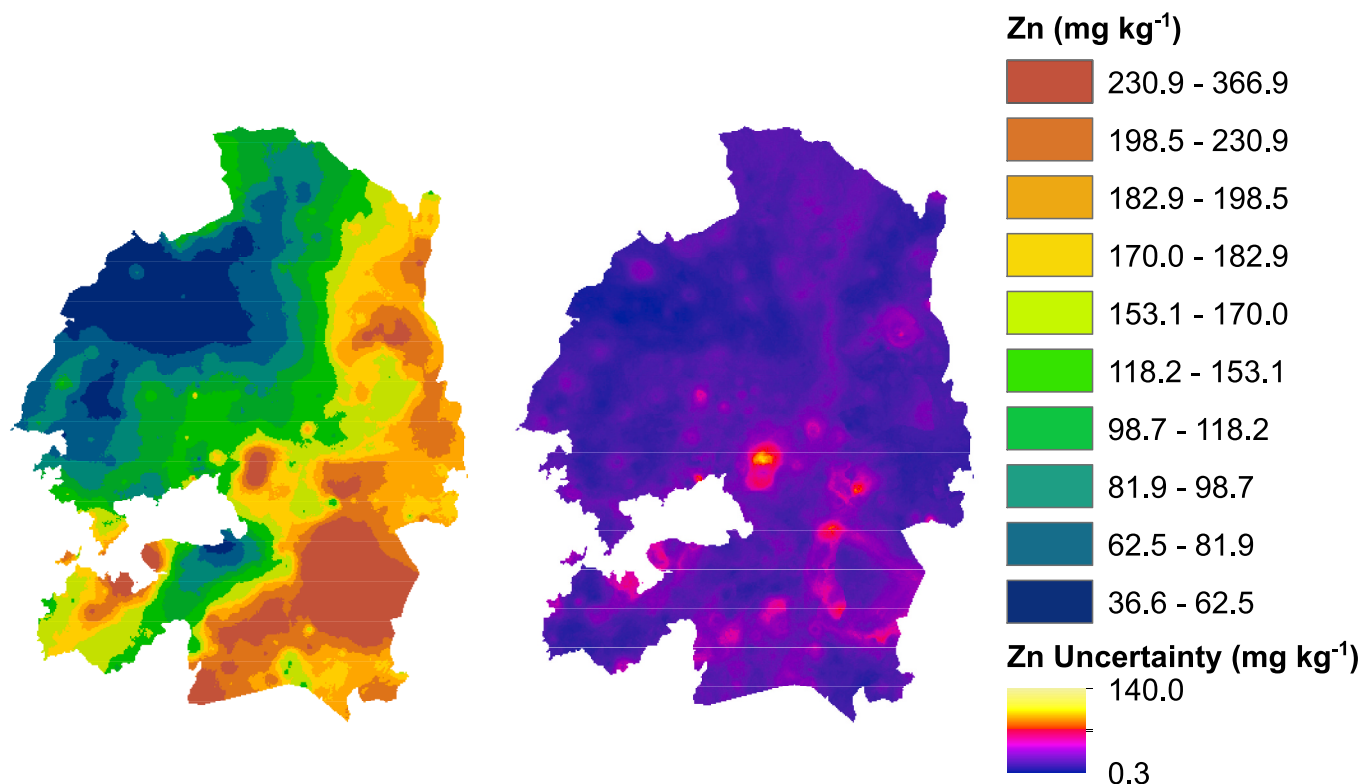 Zn (mg kg-1)
230.9 - 366.9
198.5 - 230.9
182.9 - 198.5
170.0 - 182.9
153.1 - 170.0
118.2 - 153.1
98.7 - 118.2
81.9 - 98.7
62.5 - 81.9
36.6 - 62.5
Zn Uncertainty (mg kg-1)
140.0
0.3